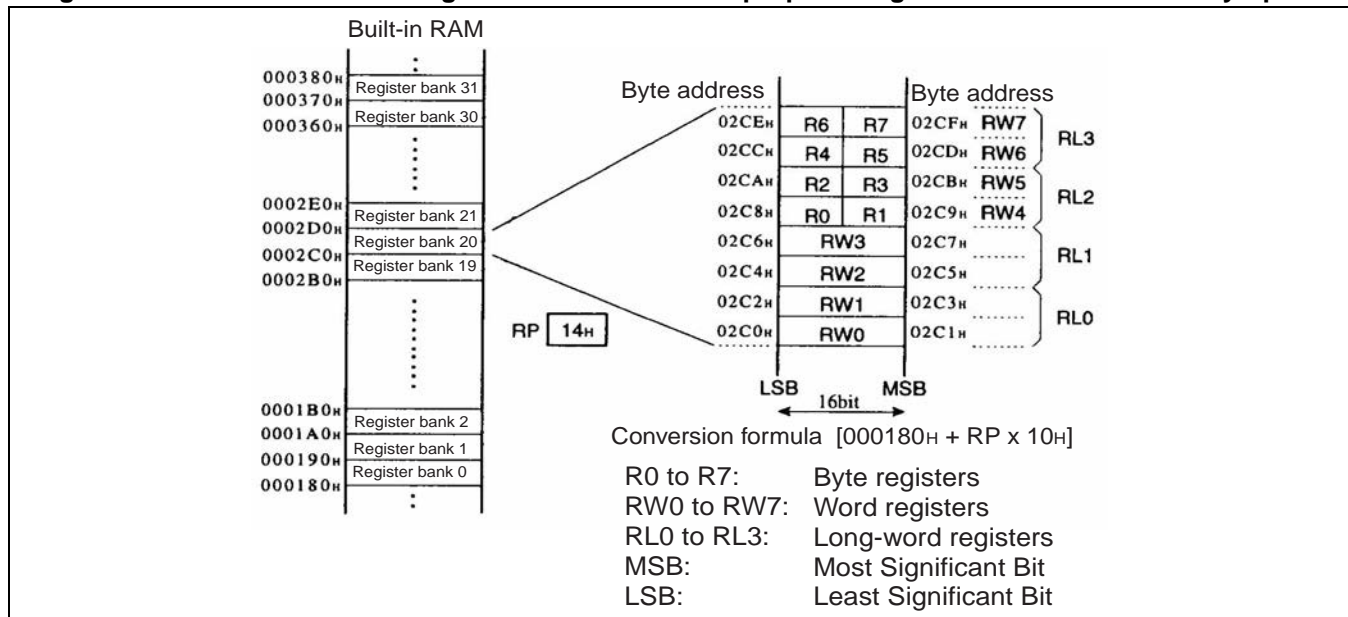 Built-in RAM
000380H
Register bank 31
000370H
Register bank 30
000360H
0002E0H
Register bank 21
0002D0H
Register bank 20
0002C0H
Register bank 19
0002B0H
0001B0H
Register bank 2
0001A0H
Register bank 1
000190H
Register bank 0
000180H
RP 14H
Byte address Byte address
02CEH R6 R7 02CFH RW7
RL3
02CCH R4 R5 02CDH RW6
02CAH R2 R3 02CBH RW5
RL2
02C8H R0 R1 02C9H RW4
02C6H RW3 02C7H
RL1
02C4H RW2 02C5H
02C2H RW1 02C3H
RL0
02C0H RW0 02C1H
LSB MSB
16bit
Conversion formula [000180H + RP x 10H]
R0 to R7: Byte registers
RW0 to RW7: Word registers
RL0 to RL3: Long-word registers
MSB: Most Significant Bit
LSB: Least Significant Bit